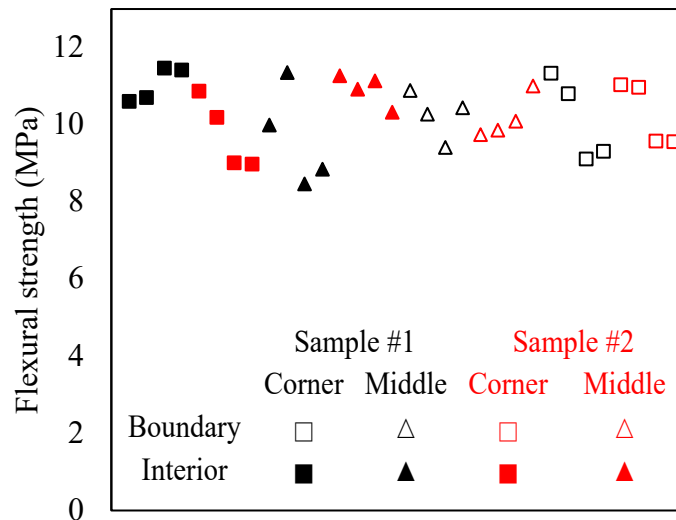 12
10
8
6
4
2
0
Flexural strength (MPa)
Sample #1 Sample #2
Corner Middle Corner Middle
Boundary
Interior